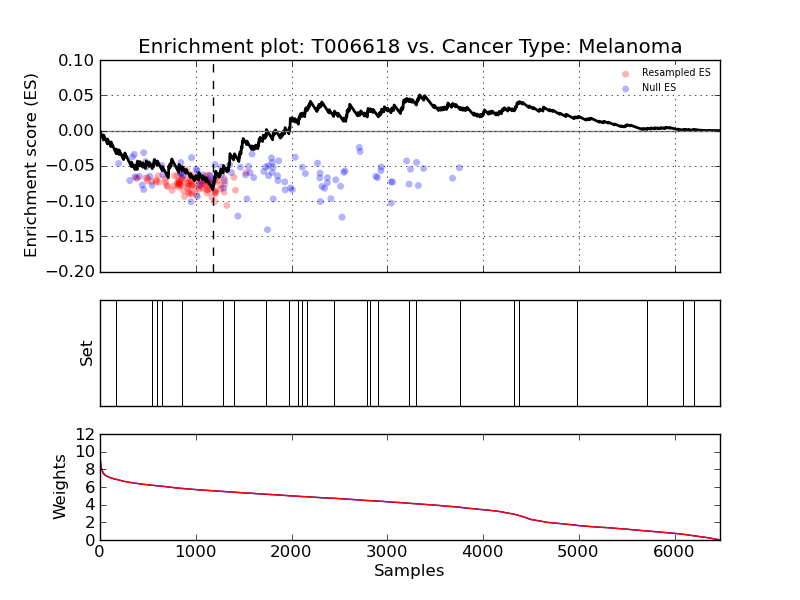 Enrichment plot: T006618 vs. Cancer Type: Melanoma
Enrichment score (ES)
0.10
0.05
0.00
−0.05
−0.10
−0.15
−0.20
Resampled ES
Null ES
Set
Weights
12
10
8
6
4
2
0
0 1000 2000 3000 4000 5000 6000
Samples